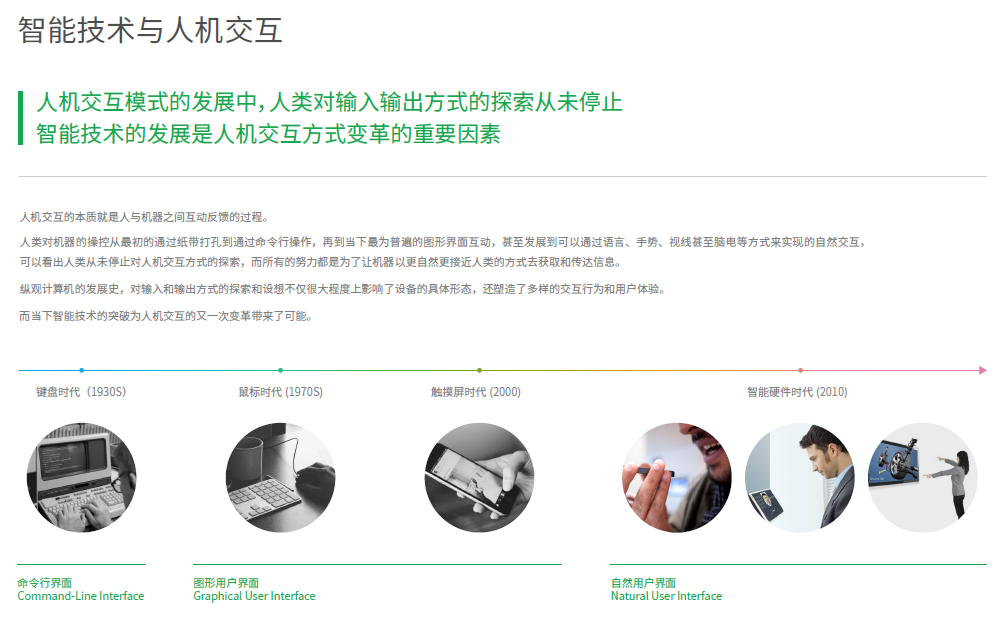 智能技术与人机交互
人机交互模式的发展中，人类对输入输出方式的探索从未停止
智能技术的发展是人机交互方式变革的重要因素
人机交互的本质就是人与机器之间互动反馈的过程。
人类对机器的操控从最初的通过纸带打孔到通过命令行操作，再到当下最为普遍的图形界面互动，甚至发展到可以通过语言、手势、视线甚至脑电等方式来实现的自然交互，
可以看出人类从未停止对人机交互方式的探索，而所有的努力都是为了让机器以更自然更接近人类的方式去获取和传达信息。
纵观计算机的发展史，对输入和输出方式的探索和设想不仅很大程度上影响了设备的具体形态，还塑造了多样的交互行为和用户体验。
而当下智能技术的突破为人机交互的又一次变革带来了可能。
键盘时代（1930S）
鼠标时代 (1970S)
触摸屏时代 (2000)
智能硬件时代 (2010)
命令行界面
Command-Line Interface
图形用户界面
Graphical User Interface
自然用户界面
Natural User Interface